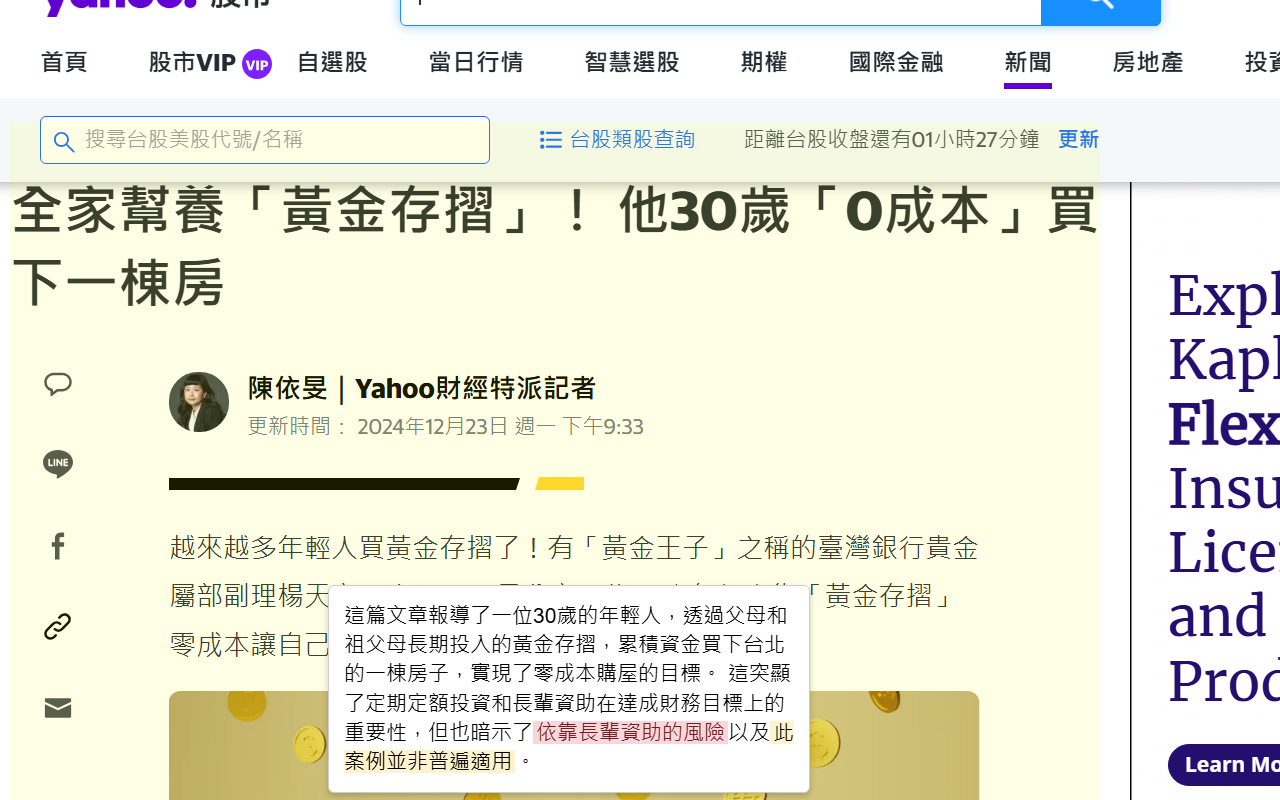 yahoo! 股市
首頁 股市VIP VIP 自選股 當日行情 智慧選股 期權 國際金融 新聞 房地產
搜尋台股美股代號/名稱 台股類股查詢 距離台股收盤還有01小時27分鐘 更新
全家幫養「黃金存摺」！ 他30歲「0成本」買
下一棟房
陳依旻｜Yahoo財經特派記者
更新時間： 2024年12月23日 週一 下午9:33
LINE
越來越多年輕人買黃金存摺了！有「黃金王子」之稱的臺灣銀行貴金
屬部副理楊天 「黃金存摺」
零成本讓自己
這篇文章報導了一位30歲的年輕人，透過父母和
祖父母長期投入的黃金存摺，累積資金買下台北
的一棟房子，實現了零成本購屋的目標。 這突顯
了定期定額投資和長輩資助在達成財務目標上的
重要性，但也暗示了依靠長輩資助的風險以及此
案例並非普遍適用。
Flex
and
Learn